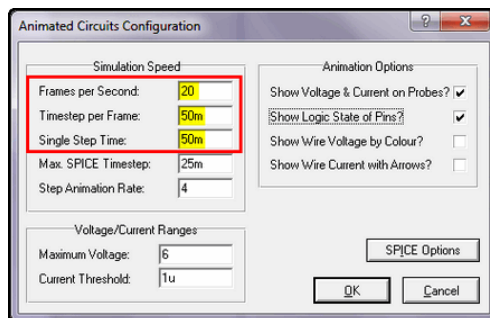 Animated Circuits Configuration
Simulation Speed
Frames per Second: 20
Timestep per Frame: 50m
Single Step Time: 50m
Max. SPICE Timestep: 25m
Step Animation Rate: 4
Voltage/Current Ranges
Maximum Voltage: 6
Current Threshold: 1u
Animation Options
Show Voltage & Current on Probes?
Show Logic State of Pins?
Show Wire Voltage by Colour?
Show Wire Current with Arrows?
SPICE Options
OK
Cancel